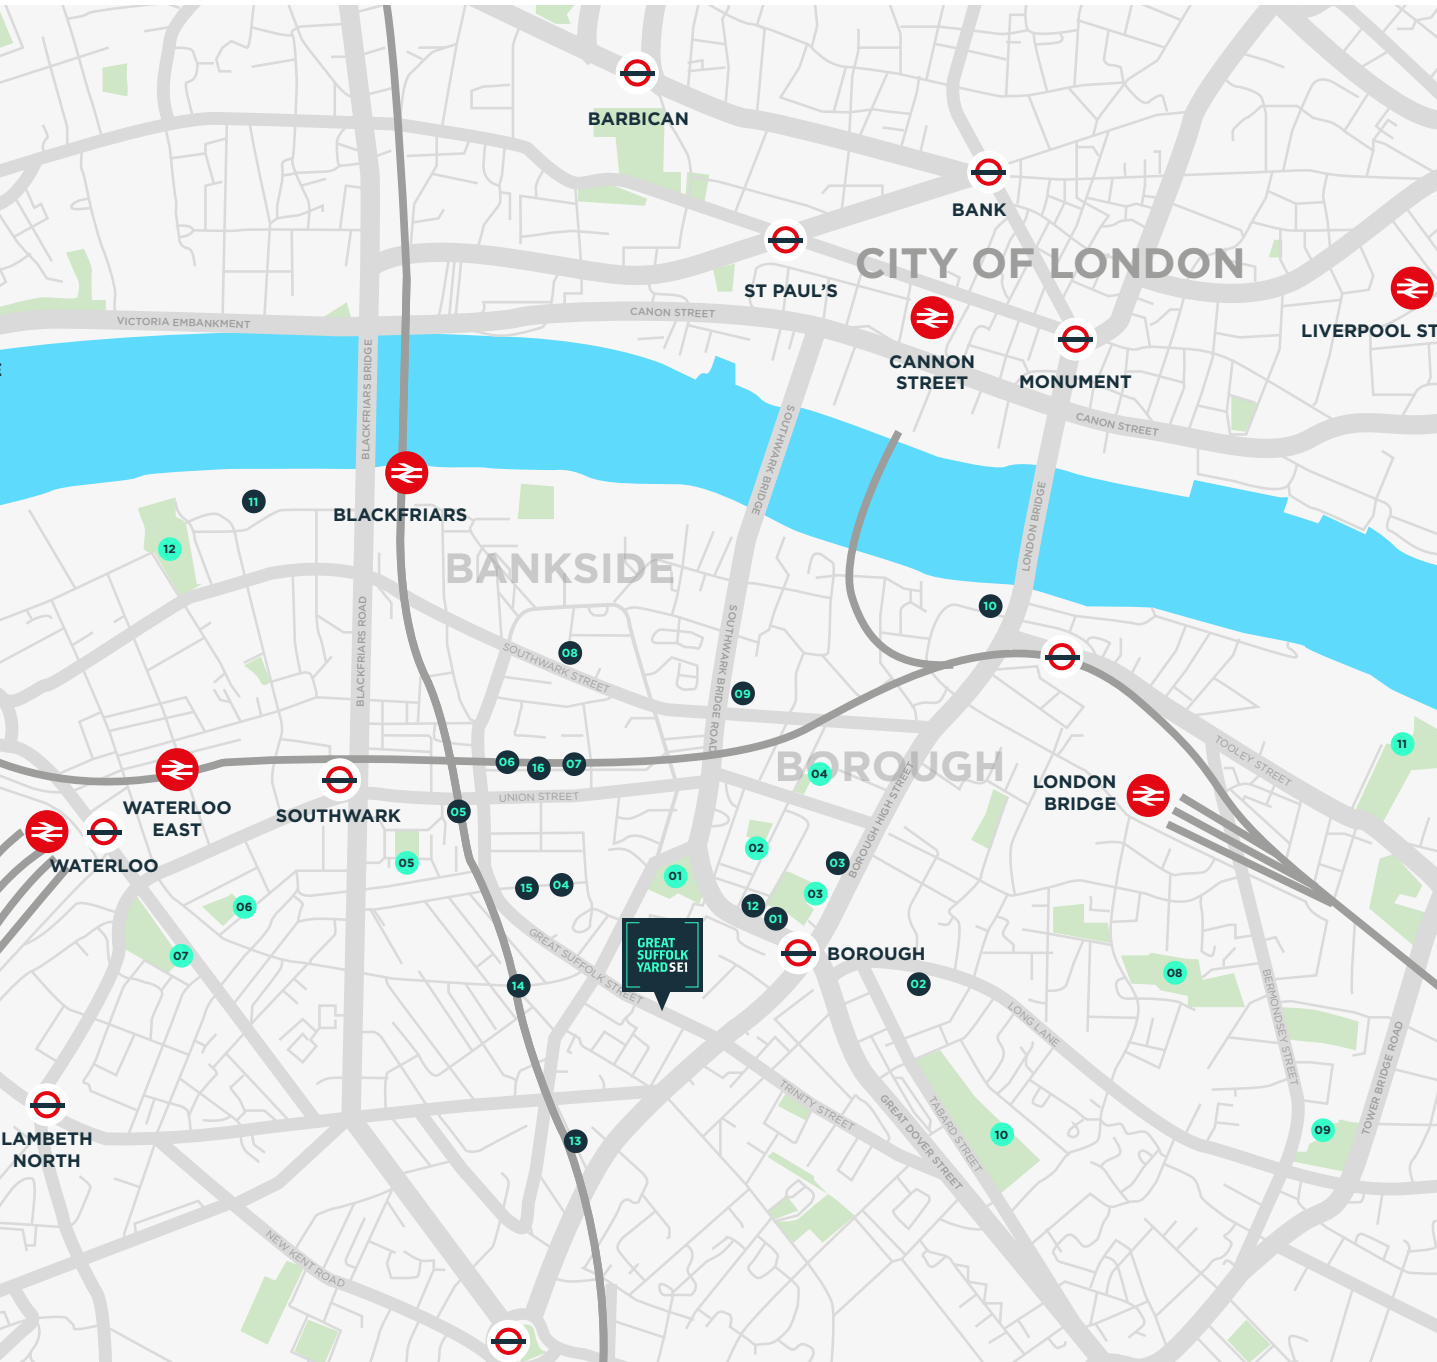 BARBICAN
BANK
CITY OF LONDON
ST PAUL'S
CANON STREET
VICTORIA EMBANKMENT
LIVERPOOL ST
CANNON
STREET
MONUMENT
E
CANON STREET
BLACKFRIARS BRIDGE
SOUTHWARK BRIDGE
LONDON BRIDGE
11
BLACKFRIARS
12
BANKSIDE
10
BLACKFRIARS ROAD
SOUTHWARK STREET
08
SOUTHWARK BRIDGE ROAD
09
TOOLEY STREET
11
06
16
07
BOROUGH
04
LONDON
BRIDGE
WATERLOO
EAST
SOUTHWARK
UNION STREET
05
BOROUGH HIGH STREET
WATERLOO
05
02
03
01
15
04
03
06
12
01
GREAT
SUFFOLK
YARDSE1
GREAT SUFFOLK STREET
07
BOROUGH
14
02
08
LONG LANE
BERMONDSEY STREET
TOWER BRIDGE ROAD
TRINITY STREET
GREAT DOVER STREET
TABARD STREET
10
09
LAMBETH
NORTH
13
NEW KENT ROAD